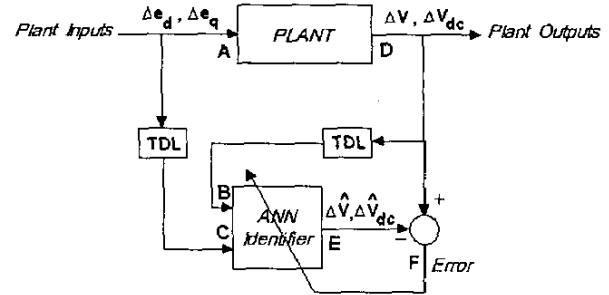 Plant Inputs
Δe_d, Δe_q
A
PLANT
D
ΔV, ΔV_dc
Plant Outputs
TDL
TDL
B
C
ANN
Identifier
ΔV̂, ΔV̂_dc
E
+
−
F
Error